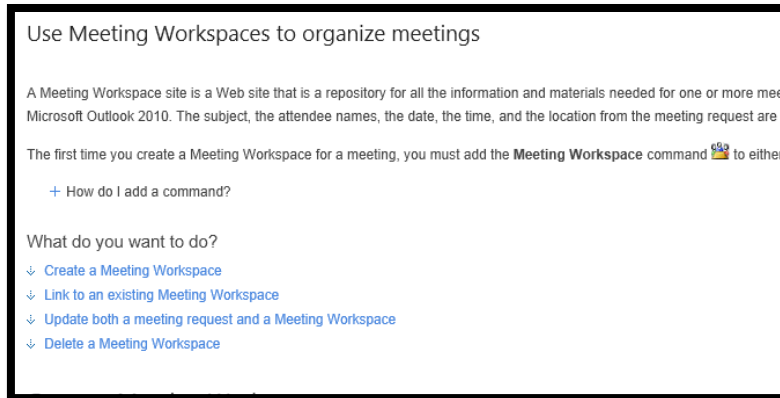 Use Meeting Workspaces to organize meetings
A Meeting Workspace site is a Web site that is a repository for all the information and materials needed for one or more
Microsoft Outlook 2010. The subject, the attendee names, the date, the time, and the location from the meeting request are
The first time you create a Meeting Workspace for a meeting, you must add the Meeting Workspace command to
+ How do I add a command?
What do you want to do?
Create a Meeting Workspace
Link to an existing Meeting Workspace
Update both a meeting request and a Meeting Workspace
Delete a Meeting Workspace